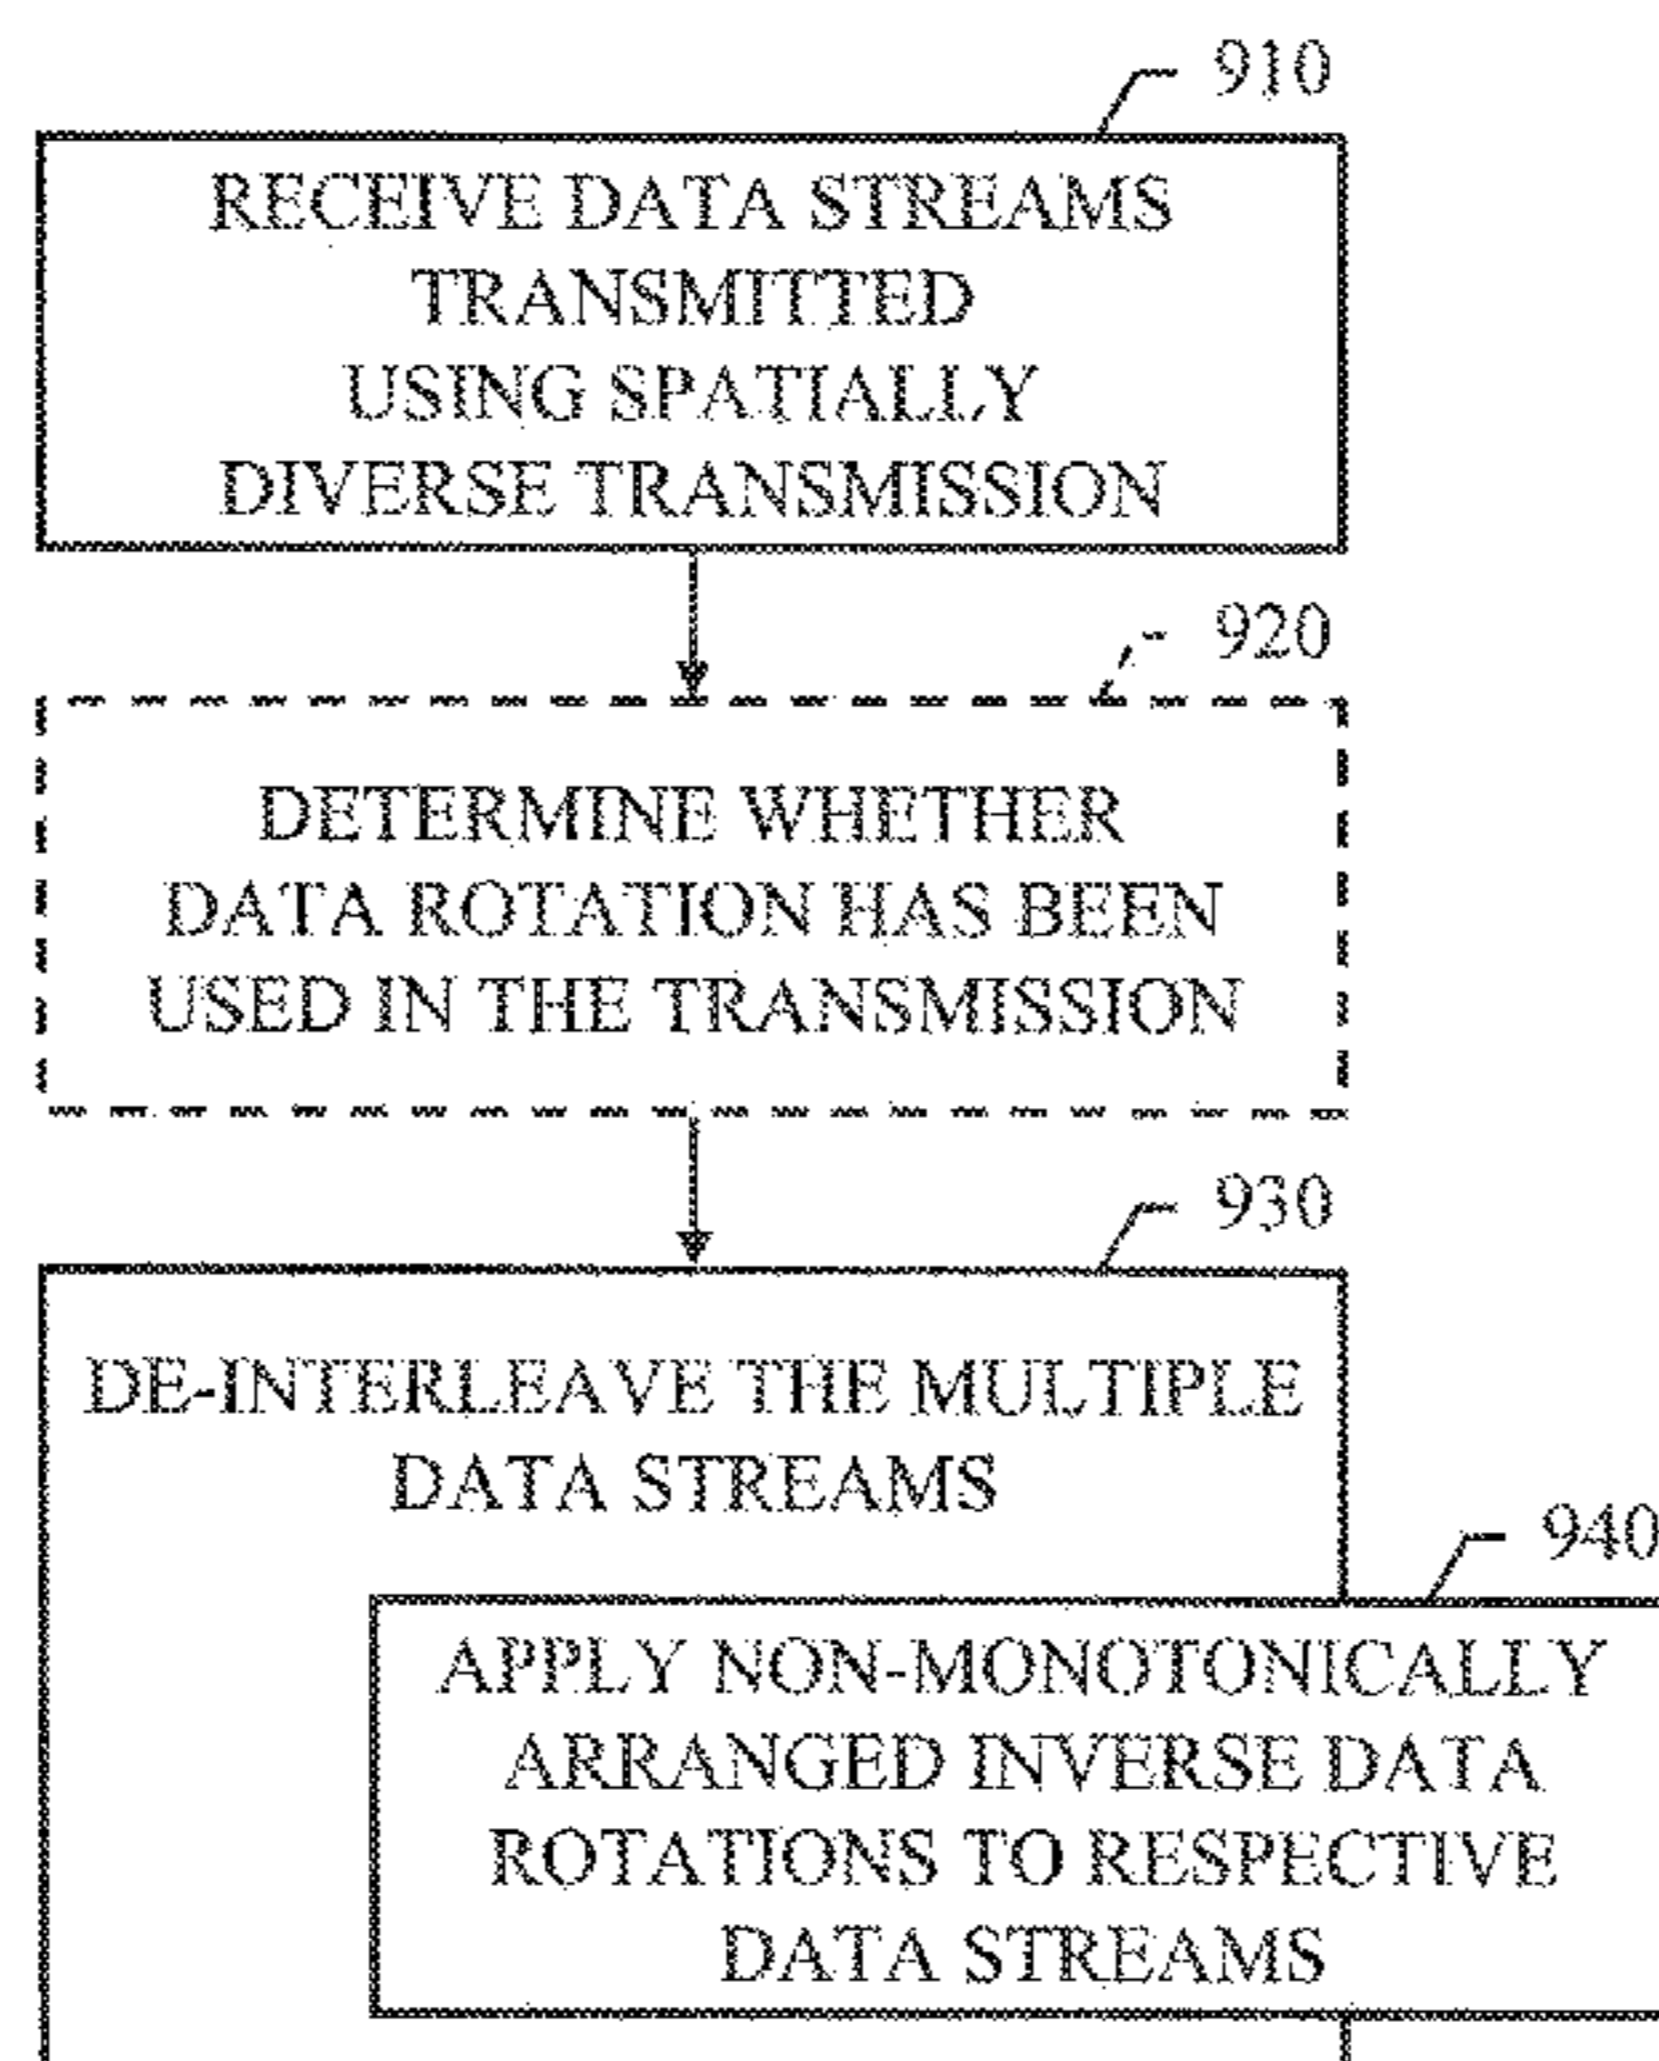 910
RECEIVE DATA STREAMS
TRANSMITTED
USING SPATIALLY
DIVERSE TRANSMISSION
920
DETERMINE WHETHER
DATA ROTATION HAS BEEN
USED IN THE TRANSMISSION
930
DE-INTERLEAVE THE MULTIPLE
DATA STREAMS
940
APPLY NON-MONOTONICALLY
ARRANGED INVERSE DATA
ROTATIONS TO RESPECTIVE
DATA STREAMS